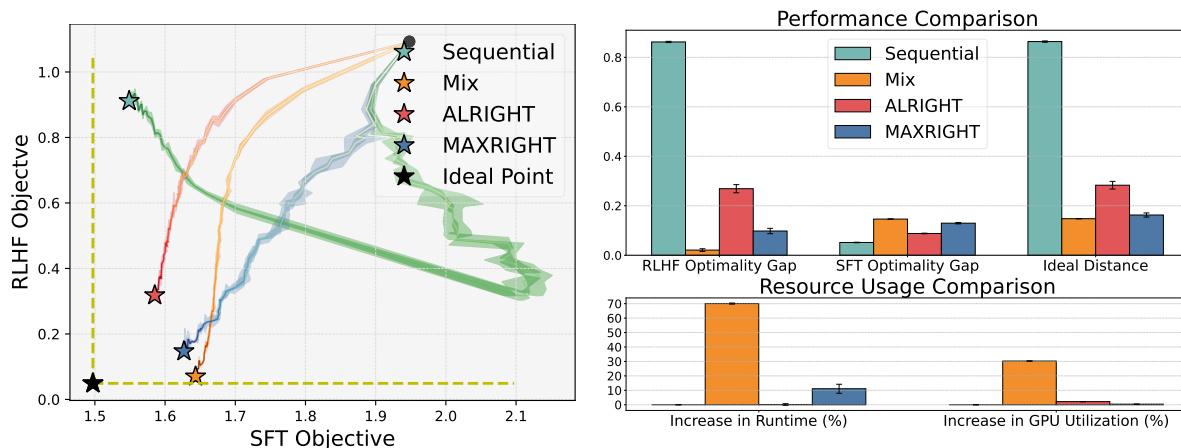 RLHF Objectve
1.0
0.8
0.6
0.4
0.2
0.0
1.5 1.6 1.7 1.8 1.9 2.0 2.1
SFT Objective
Sequential
Mix
ALRIGHT
MAXRIGHT
Ideal Point
Performance Comparison
0.8
0.6
0.4
0.2
0.0
Sequential
Mix
ALRIGHT
MAXRIGHT
RLHF Optimality Gap SFT Optimality Gap Ideal Distance
Resource Usage Comparison
70
60
50
40
30
20
10
0
Increase in Runtime (%) Increase in GPU Utilization (%)